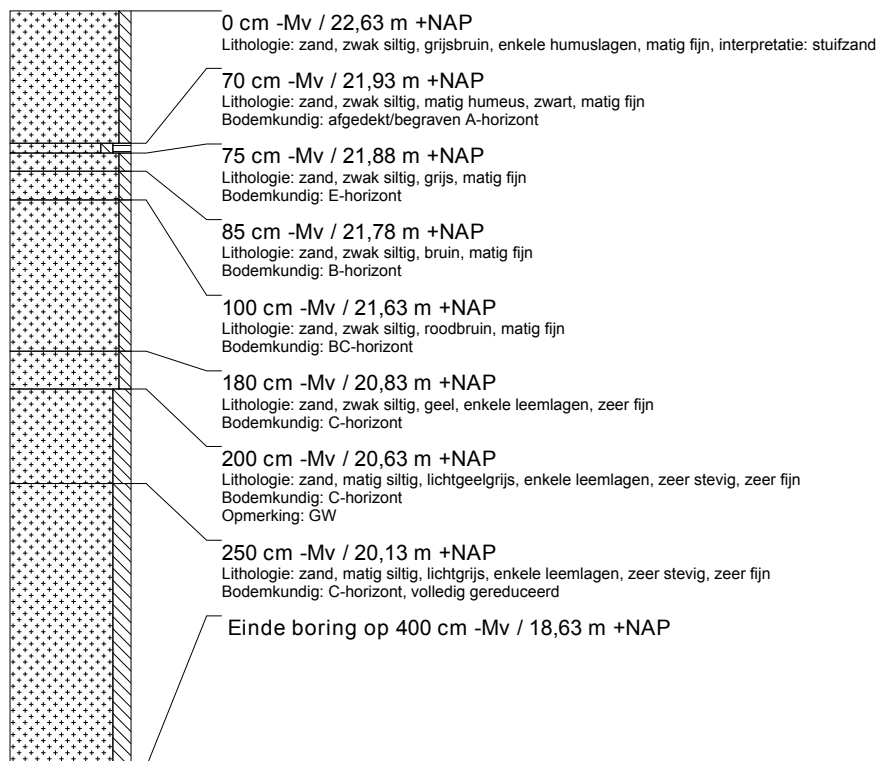 0 cm -Mv / 22,63 m +NAP
Lithologie: zand, zwak siltig, grijsbruin, enkele humuslagen, matig fijn, interpretatie: stuifzand
70 cm -Mv / 21,93 m +NAP
Lithologie: zand, zwak siltig, matig humeus, zwart, matig fijn
Bodemkundig: afgedekt/begraven A-horizont
75 cm -Mv / 21,88 m +NAP
Lithologie: zand, zwak siltig, grijs, matig fijn
Bodemkundig: E-horizont
85 cm -Mv / 21,78 m +NAP
Lithologie: zand, zwak siltig, bruin, matig fijn
Bodemkundig: B-horizont
100 cm -Mv / 21,63 m +NAP
Lithologie: zand, zwak siltig, roodbruin, matig fijn
Bodemkundig: BC-horizont
180 cm -Mv / 20,83 m +NAP
Lithologie: zand, zwak siltig, geel, enkele leemlagen, zeer fijn
Bodemkundig: C-horizont
200 cm -Mv / 20,63 m +NAP
Lithologie: zand, matig siltig, lichtgeelgrijs, enkele leemlagen, zeer stevig, zeer fijn
Bodemkundig: C-horizont
Opmerking: GW
250 cm -Mv / 20,13 m +NAP
Lithologie: zand, matig siltig, lichtgrijs, enkele leemlagen, zeer stevig, zeer fijn
Bodemkundig: C-horizont, volledig gereduceerd
Einde boring op 400 cm -Mv / 18,63 m +NAP